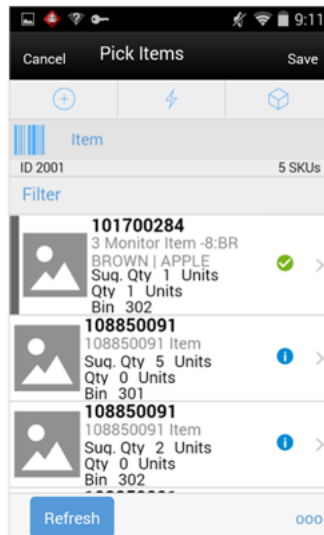 9:11
Cancel Pick Items Save
Item
ID 2001 5 SKUs
Filter
101700284
3 Monitor Item -8:BR
BROWN | APPLE
Sug. Qty 1 Units
Qty 1 Units
Bin 302
108850091
108850091 Item
Sug. Qty 5 Units
Qty 0 Units
Bin 301
108850091
108850091 Item
Sug. Qty 2 Units
Qty 0 Units
Bin 302
Refresh